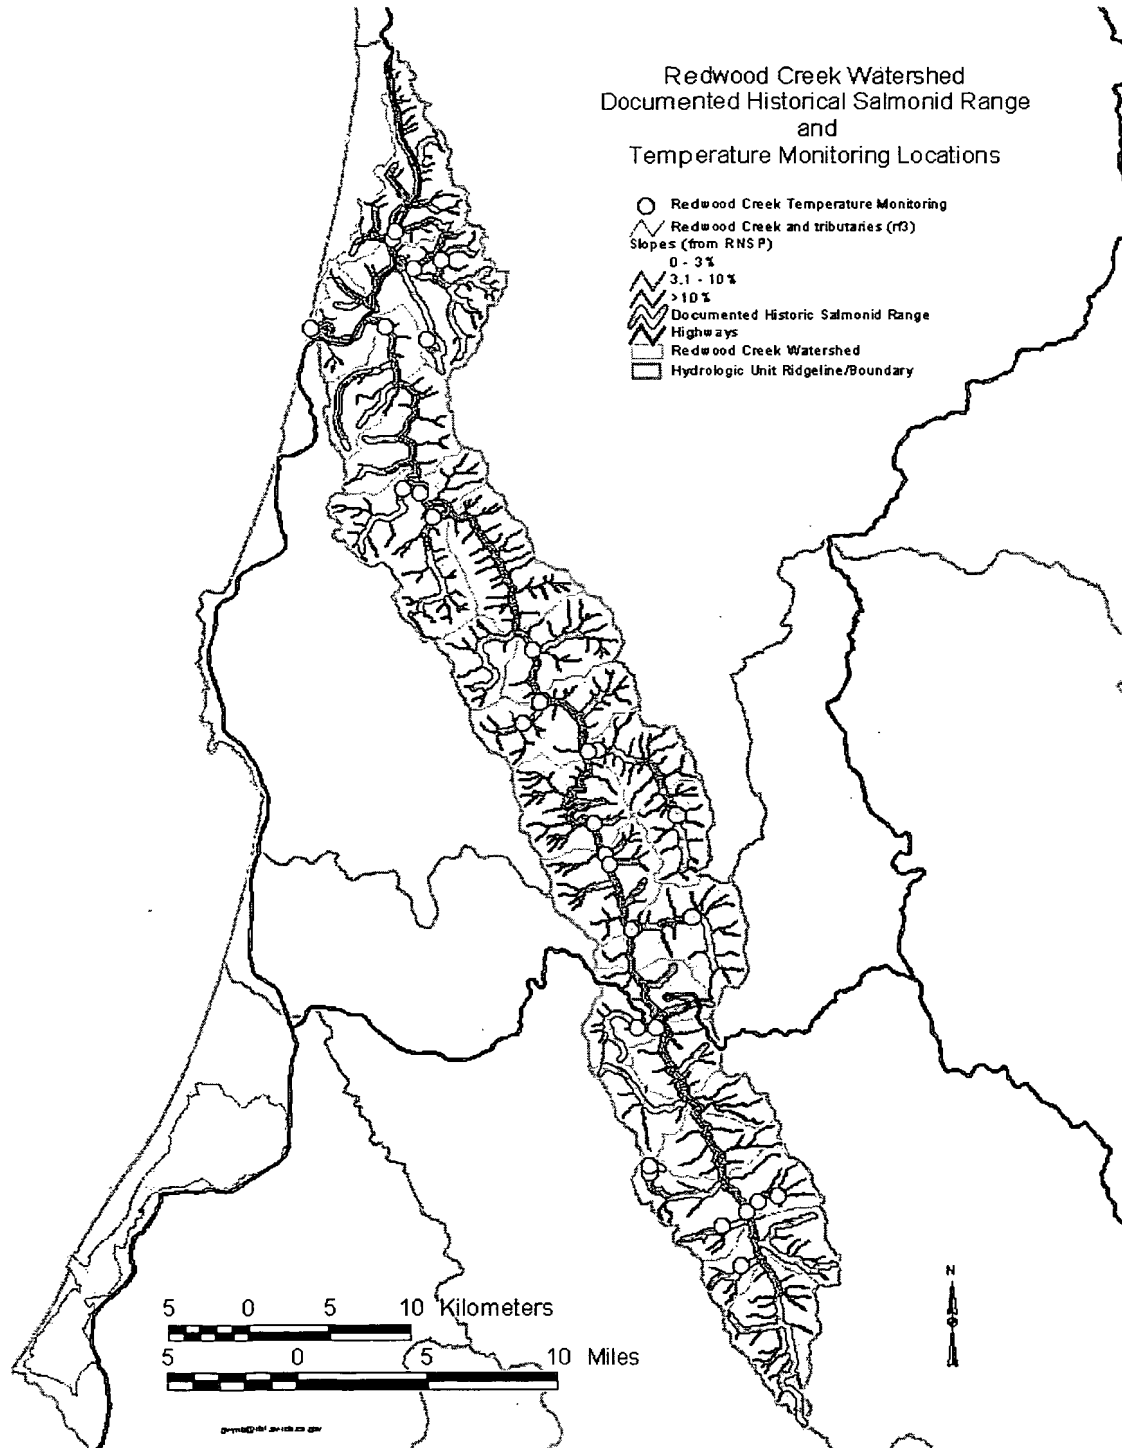 Redwood Creek Watershed
Documented Historical Salmonid Range
and
Temperature Monitoring Locations
Redwood Creek Temperature Monitoring
Redwood Creek and tributaries (rf3)
Slopes (from RNSP)
0 - 3%
3.1 - 10%
>10%
Documented Historic Salmonid Range
Highways
Redwood Creek Watershed
Hydrologic Unit Ridgeline/Boundary
N
5 0 5 10 Kilometers
5 0 5 10 Miles